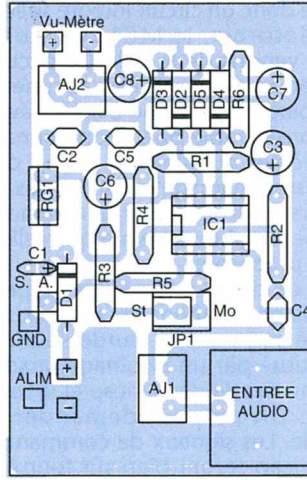 Vu-Mètre
+ -
AJ2
C8 +
D3
D2
D5
D4
R6
+ C7
C2
C5
R1
C3 +
RG1
C6 +
R4
IC1
R2
C1
S. A.
D1
R3
R5
C4
St
Mo
JP1
GND
ALIM
+
-
AJ1
ENTREE
AUDIO